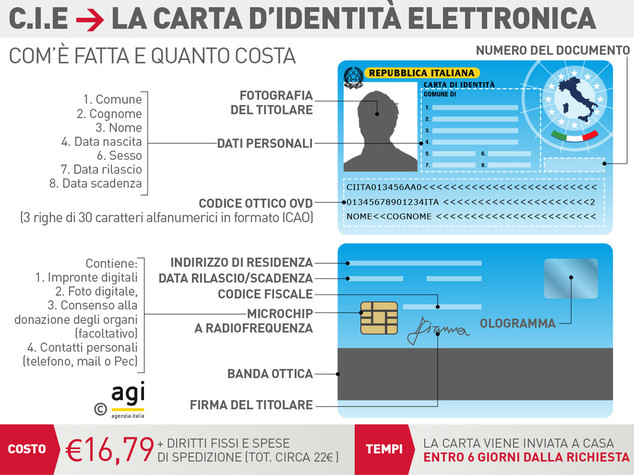 C.I.E → LA CARTA D'IDENTITÀ ELETTRONICA
COM'È FATTA E QUANTO COSTA
NUMERO DEL DOCUMENTO
1. Comune
2. Cognome
3. Nome
4. Data nascita
6. Sesso
7. Data rilascio
8. Data scadenza
FOTOGRAFIA
DEL TITOLARE
DATI PERSONALI
CODICE OTTICO OVD
(3 righe di 30 caratteri alfanumerici in formato ICAO)
REPUBBLICA ITALIANA
CARTA DI IDENTITÀ
COMUNE DI
1.
2.
3.
4.
5. 6.
7. 8.
CIITA013456AA0<<<<<<<<<<<<<<<<<<<<<<<
01345678901234ITA <<<<<<<<<<<<<<<<<<<2
NOME<<COGNOME <<<<<<<<<<<<<<<<<<<<<
Contiene:
1. Impronte digitali
2. Foto digitale,
3. Consenso alla
donazione degli organi
(facoltativo)
4. Contatti personali
(telefono, mail o Pec)
INDIRIZZO DI RESIDENZA
DATA RILASCIO/SCADENZA
CODICE FISCALE
MICROCHIP
A RADIOFREQUENZA
BANDA OTTICA
FIRMA DEL TITOLARE
OLOGRAMMA
© agi
agenzia italia
COSTO
€16,79 + DIRITTI FISSI E SPESE
DI SPEDIZIONE (TOT. CIRCA 22€ )
TEMPI
LA CARTA VIENE INVIATA A CASA
ENTRO 6 GIORNI DALLA RICHIESTA